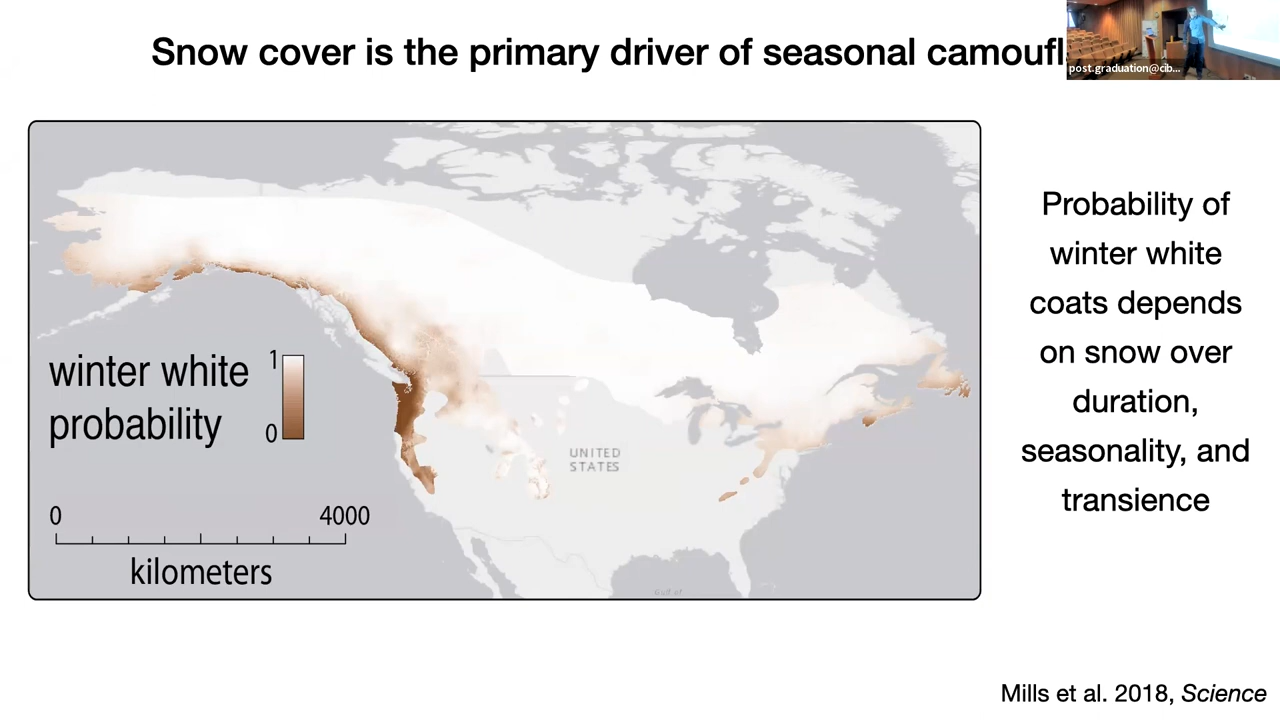 Snow cover is the primary driver of seasonal camoufl
post.graduation@cib...
winter white
probability
1
0
0
4000
kilometers
UNITED
STATES
Gulf of
Probability of
winter white
coats depends
on snow over
duration,
seasonality, and
transience
Mills et al. 2018, Science